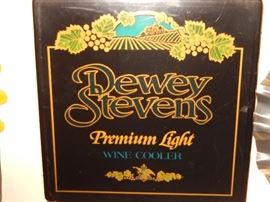 Dewey
Stevens
Premium Light
WINE COOLER